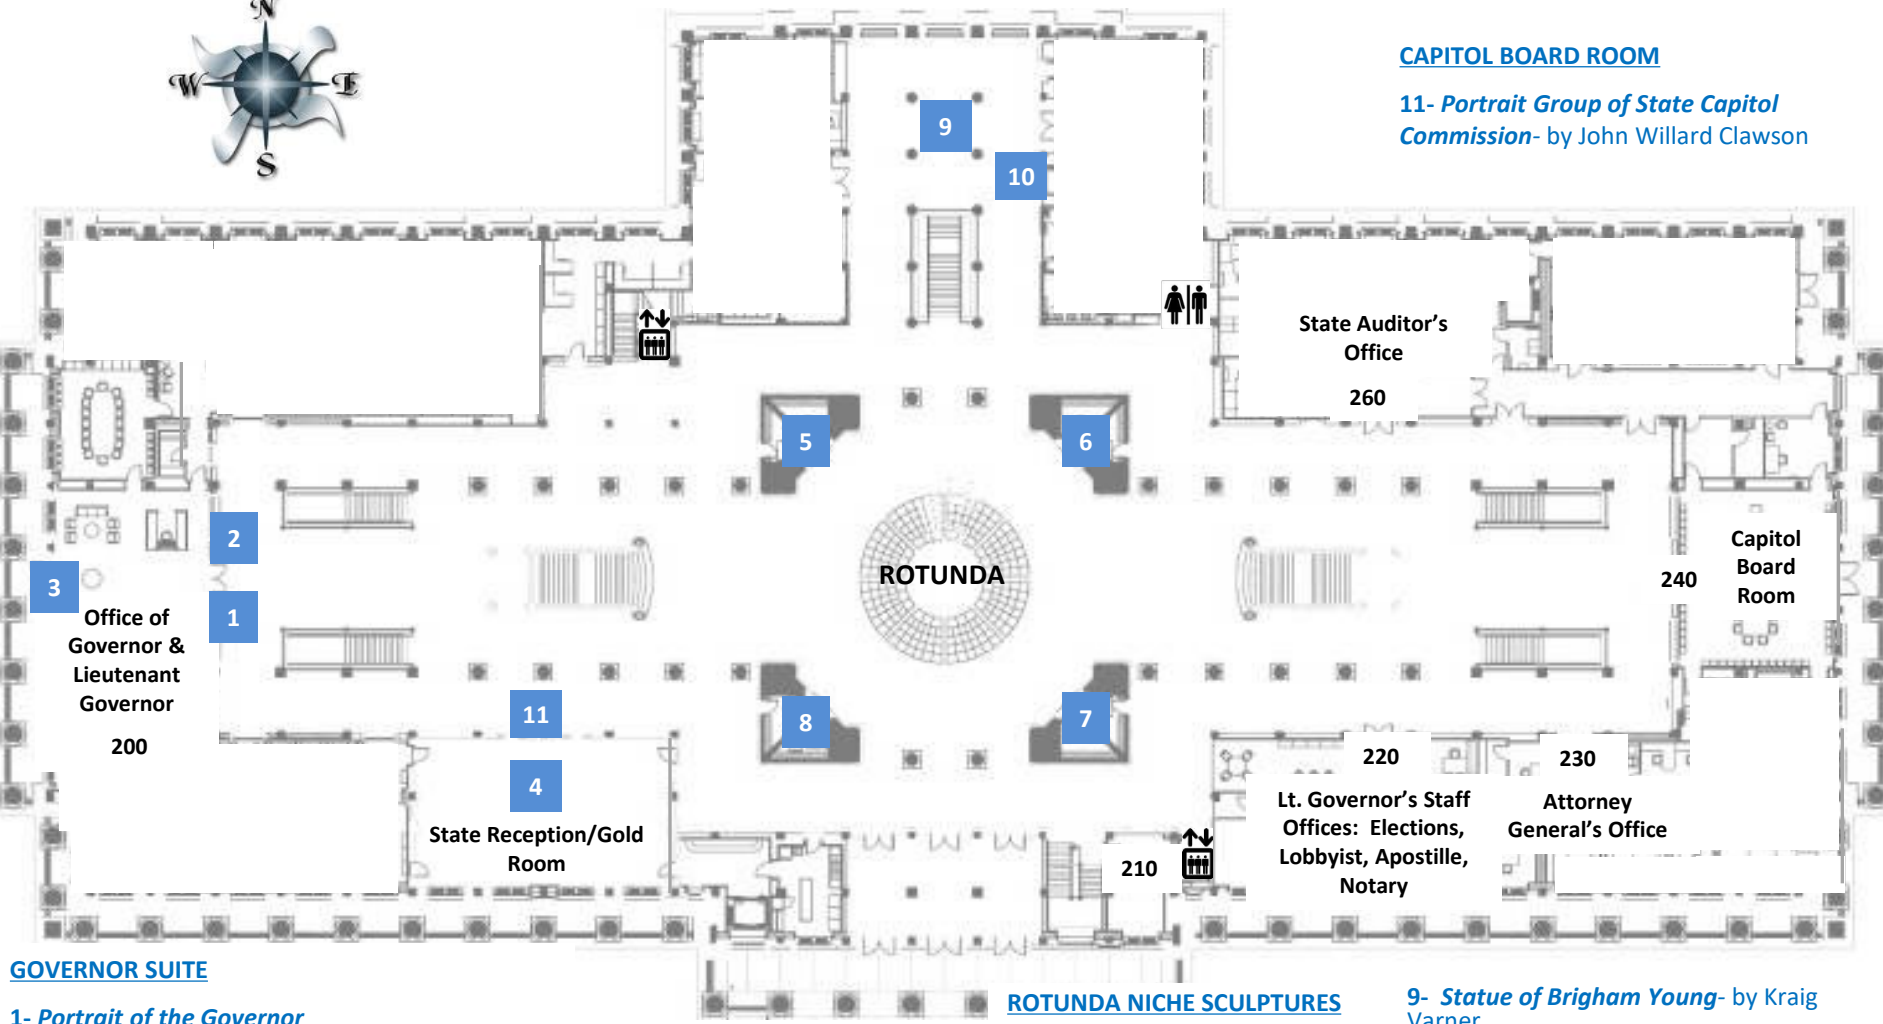 N
W
E
S
CAPITOL BOARD ROOM
11- Portrait Group of State Capitol
Commission- by John Willard Clawson
9
10
State Auditor's
Office
260
5
6
2
3
1
Office of
Governor &
Lieutenant
Governor
200
ROTUNDA
240
Capitol
Board
Room
11
4
State Reception/Gold
Room
8
7
220
230
Lt. Governor's Staff
Offices: Elections,
Lobbyist, Apostille,
Notary
Attorney
General's Office
210
GOVERNOR SUITE
1- Portrait of the Governor
ROTUNDA NICHE SCULPTURES
9- Statue of Brigham Young- by Kraig
Varner